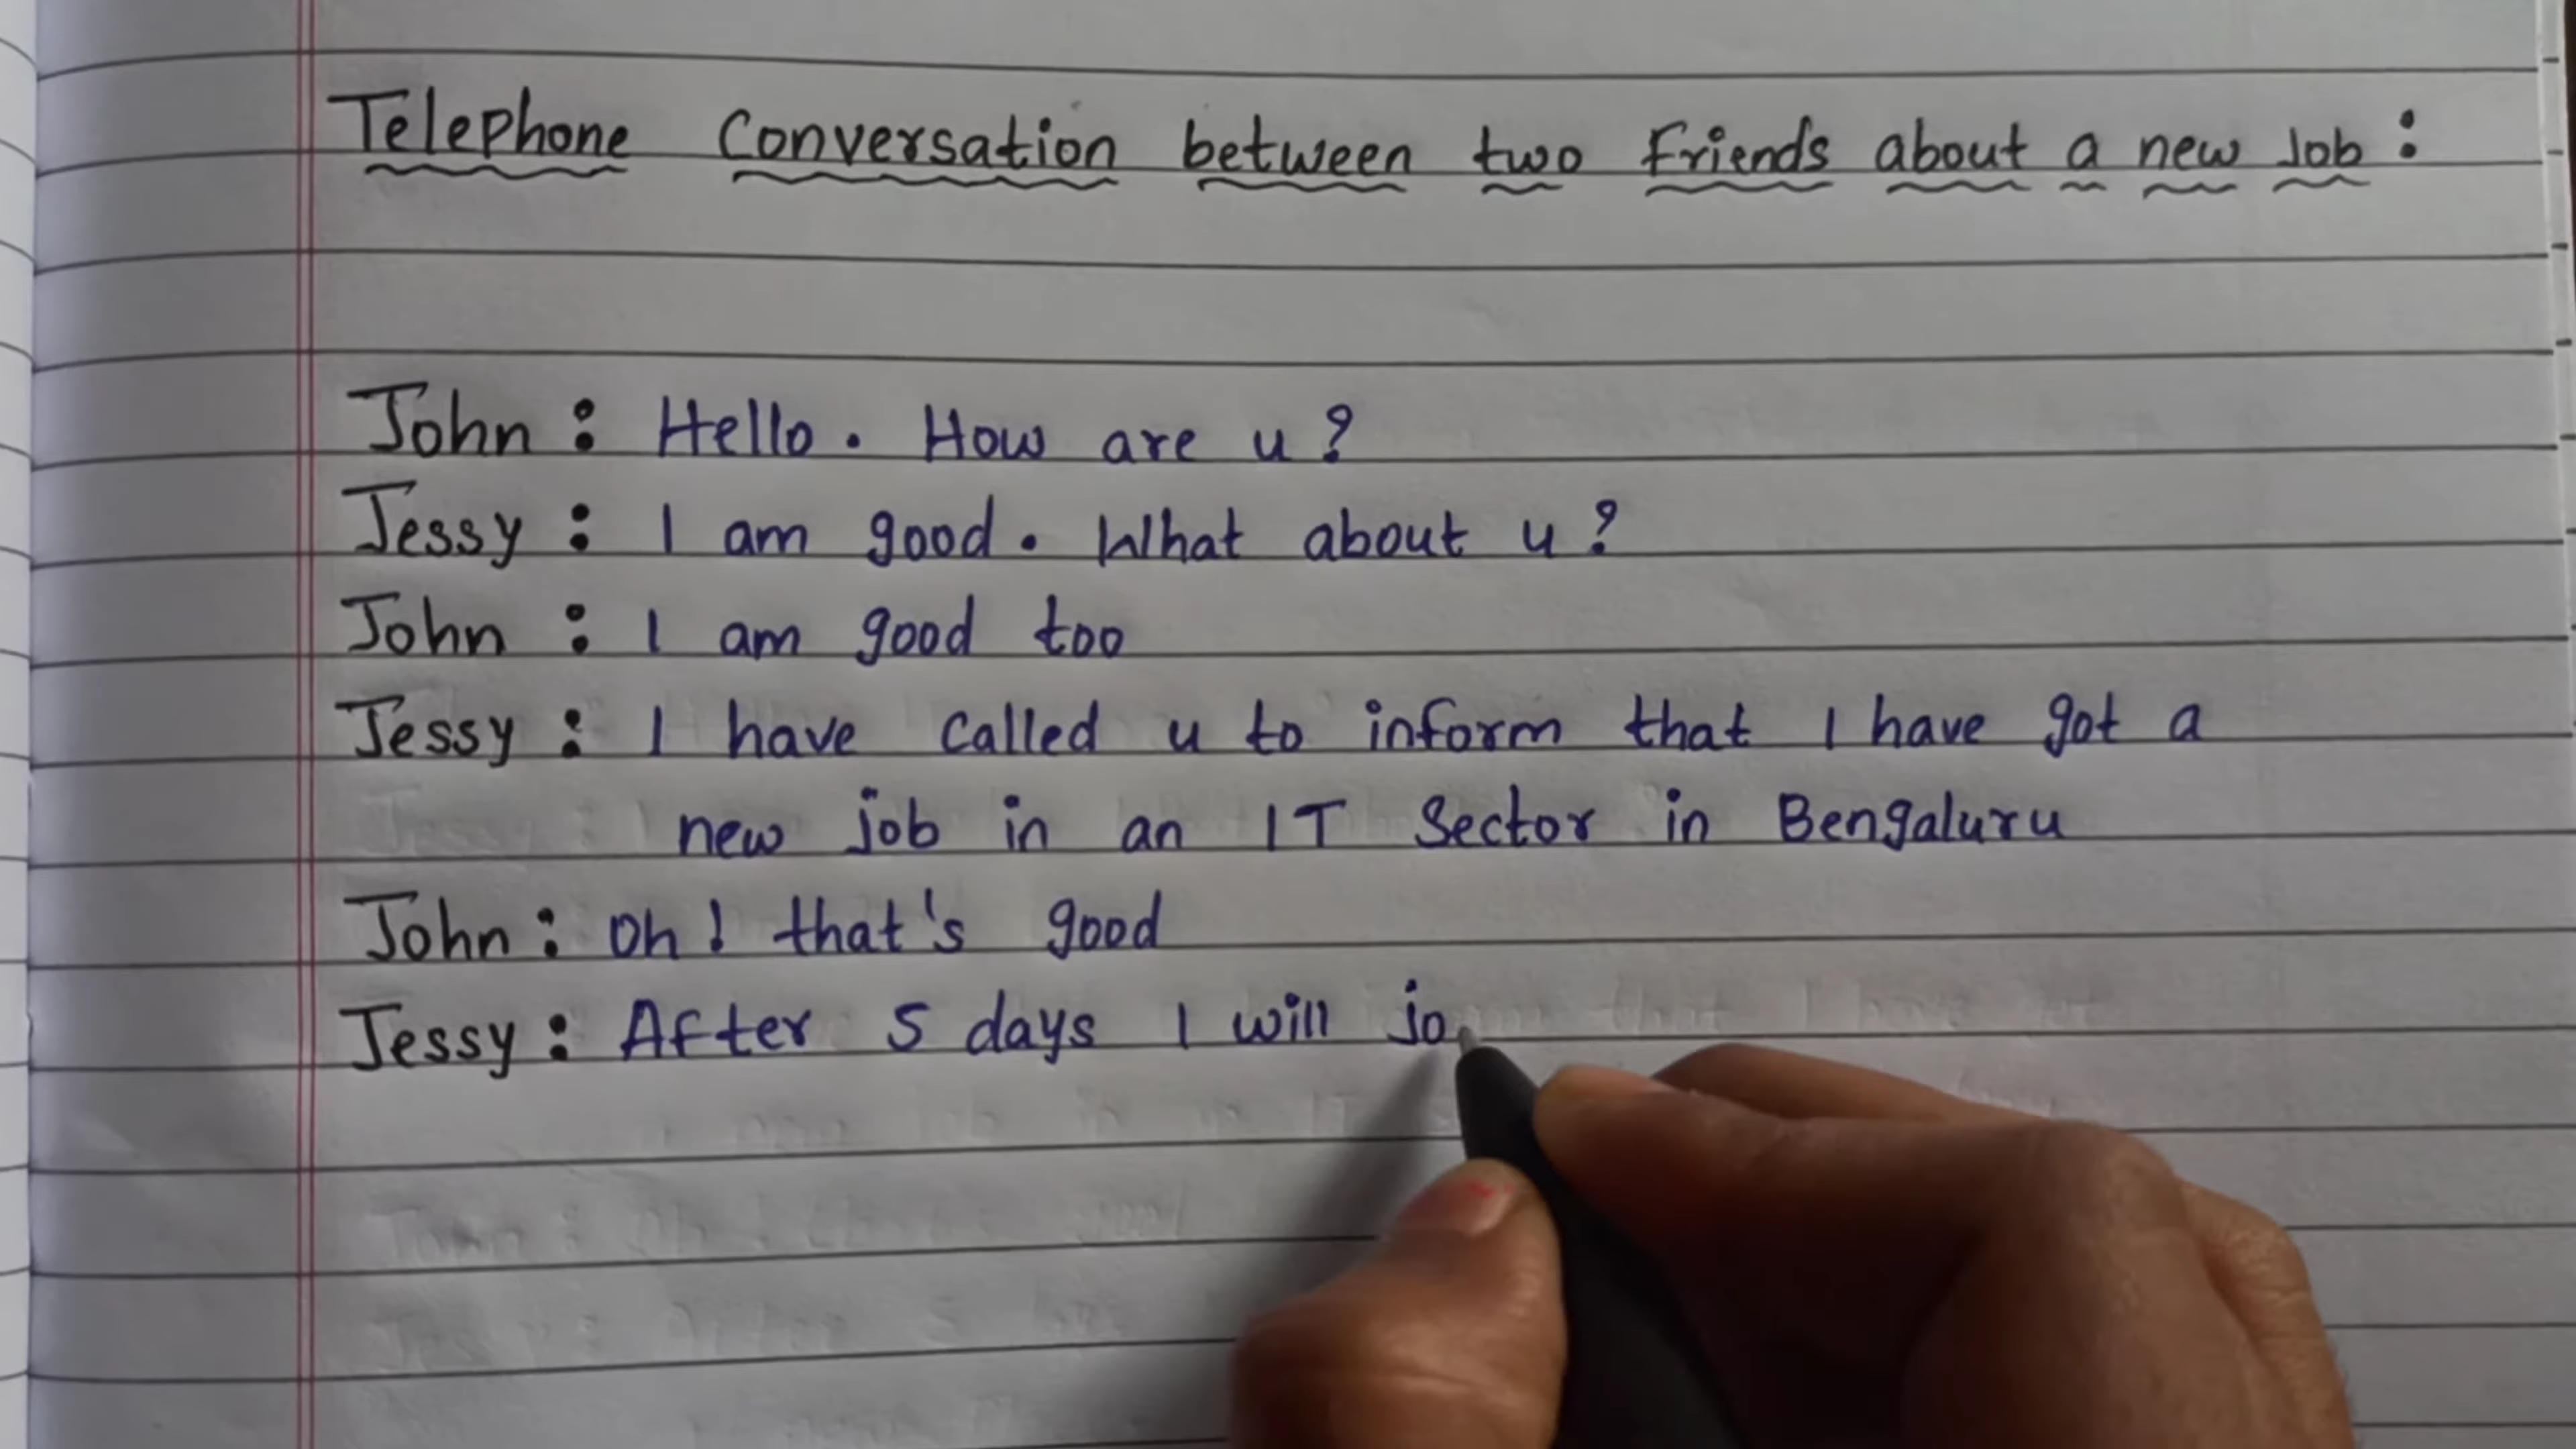 Telephone Conversation between two friends about a new Job :
John : Hello. How are u?
Jessy : I am good. What about u?
John : I am good too
Jessy : I have called u to inform that I have got a
new job in an IT Sector in Bengaluru
John : Oh! that's good
Jessy : After 5 days I will jo